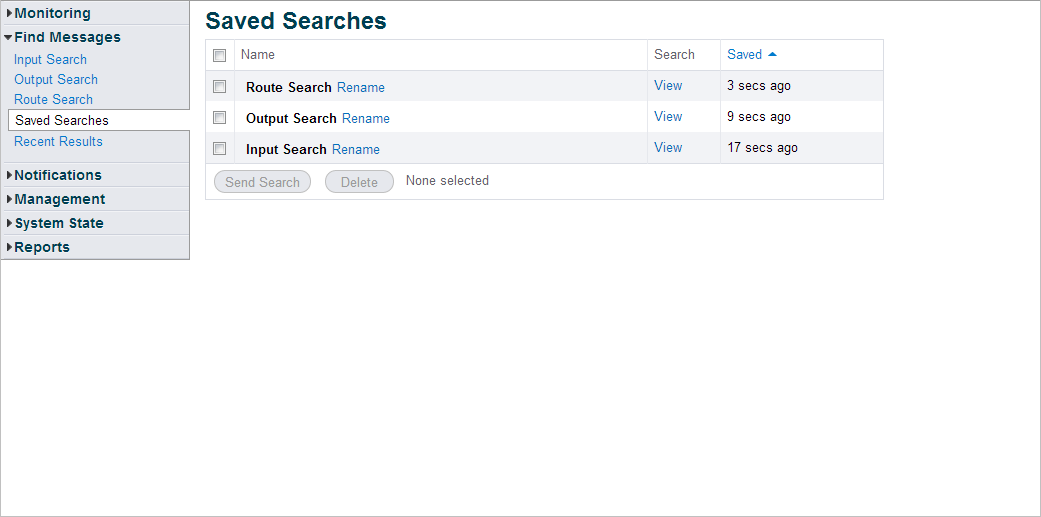 Monitoring
Find Messages
Input Search
Output Search
Route Search
Saved Searches
Recent Results
Notifications
Management
System State
Reports
Saved Searches
Name Search Saved
Route Search Rename View 3 secs ago
Output Search Rename View 9 secs ago
Input Search Rename View 17 secs ago
Send Search Delete None selected